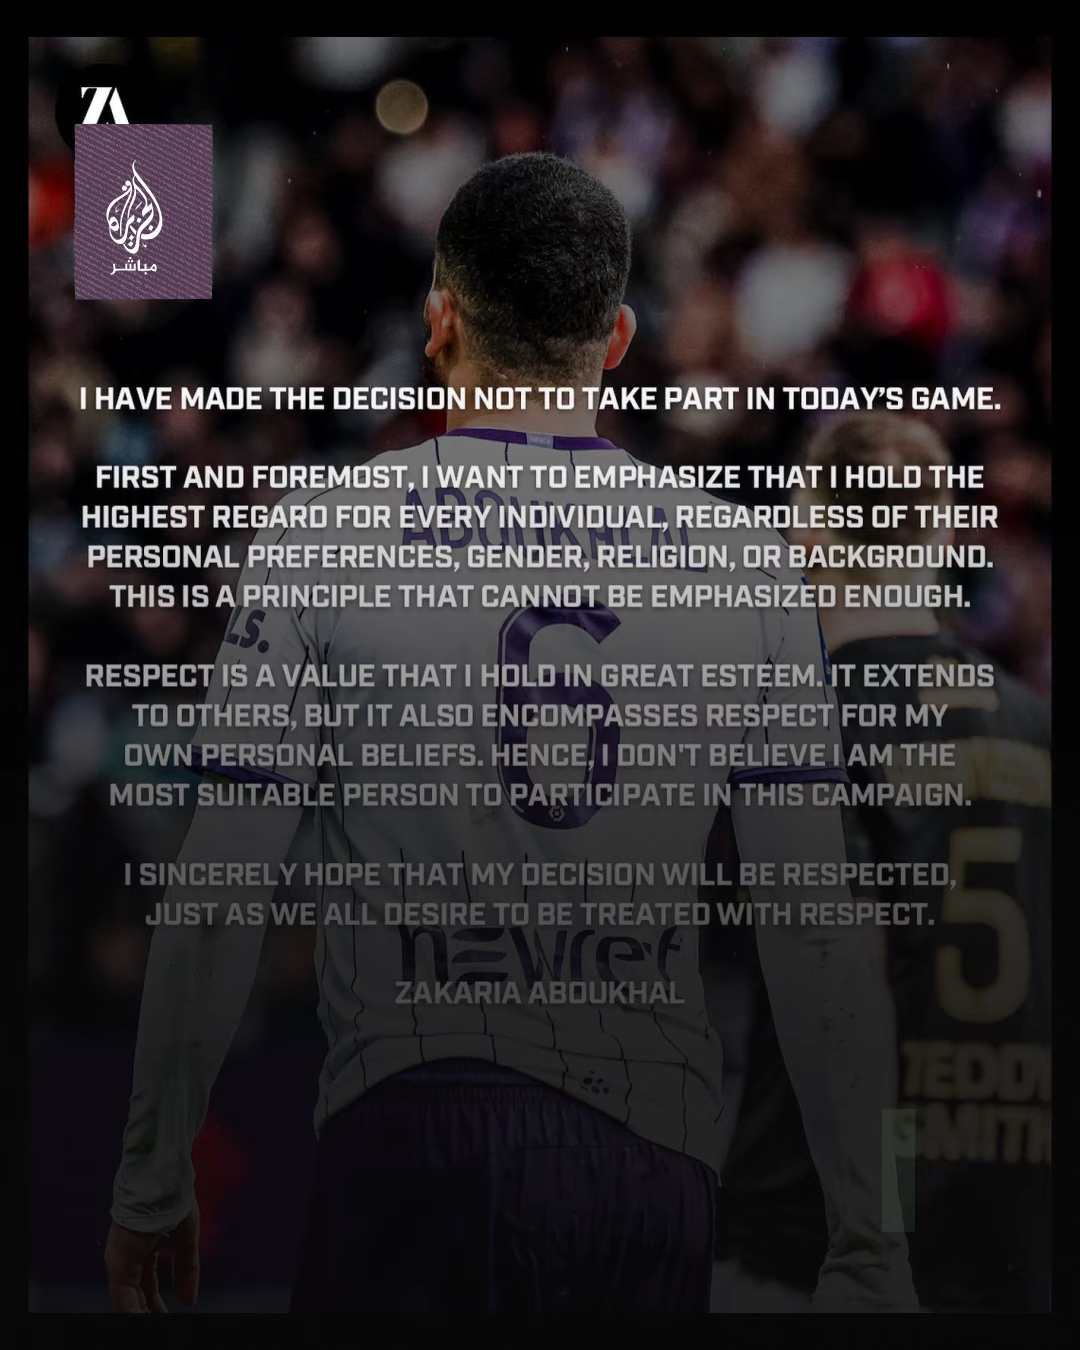 ZA
الجزيرة
مباشر
I HAVE MADE THE DECISION NOT TO TAKE PART IN TODAY’S GAME.
FIRST AND FOREMOST, I WANT TO EMPHASIZE THAT I HOLD THE
HIGHEST REGARD FOR EVERY INDIVIDUAL, REGARDLESS OF THEIR
PERSONAL PREFERENCES, GENDER, RELIGION, OR BACKGROUND.
THIS IS A PRINCIPLE THAT CANNOT BE EMPHASIZED ENOUGH.
RESPECT IS A VALUE THAT I HOLD IN GREAT ESTEEM. IT EXTENDS
TO OTHERS, BUT IT ALSO ENCOMPASSES RESPECT FOR MY
OWN PERSONAL BELIEFS. HENCE, I DON'T BELIEVE I AM THE
MOST SUITABLE PERSON TO PARTICIPATE IN THIS CAMPAIGN.
I SINCERELY HOPE THAT MY DECISION WILL BE RESPECTED,
JUST AS WE ALL DESIRE TO BE TREATED WITH RESPECT.
ZAKARIA ABOUKHAL
ABOUKHLAL
6
LS.
newrest
5
TEDDY
SMITH